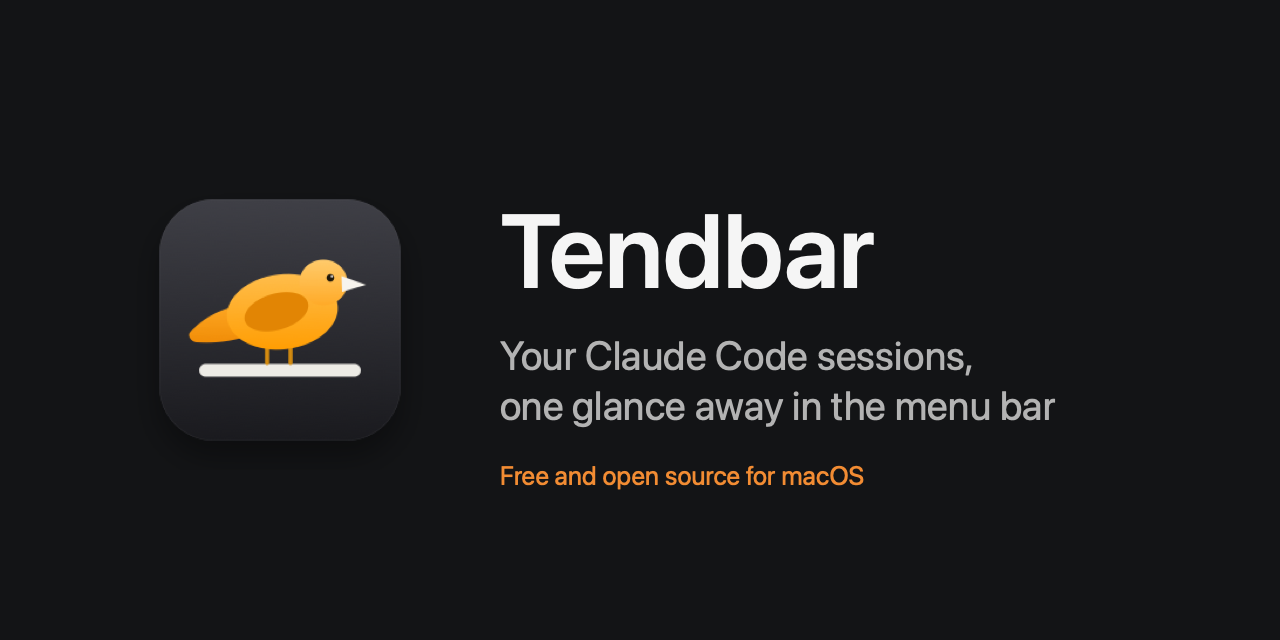 Tendbar
Your Claude Code sessions,
one glance away in the menu bar
Free and open source for macOS